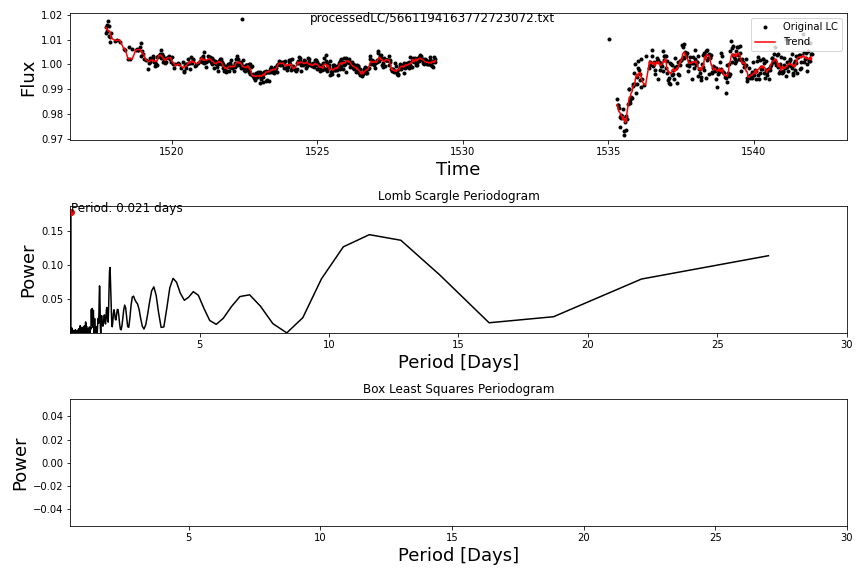 processedLC/5661194163772723072.txt
Original LC
Trend
Flux
1.02
1.01
1.00
0.99
0.98
0.97
1520
1525
1530
1535
1540
Time
Lomb Scargle Periodogram
Period: 0.021 days
Power
0.15
0.10
0.05
5
10
15
20
25
30
Period [Days]
Box Least Squares Periodogram
Power
0.04
0.02
0.00
−0.02
−0.04
5
10
15
20
25
30
Period [Days]